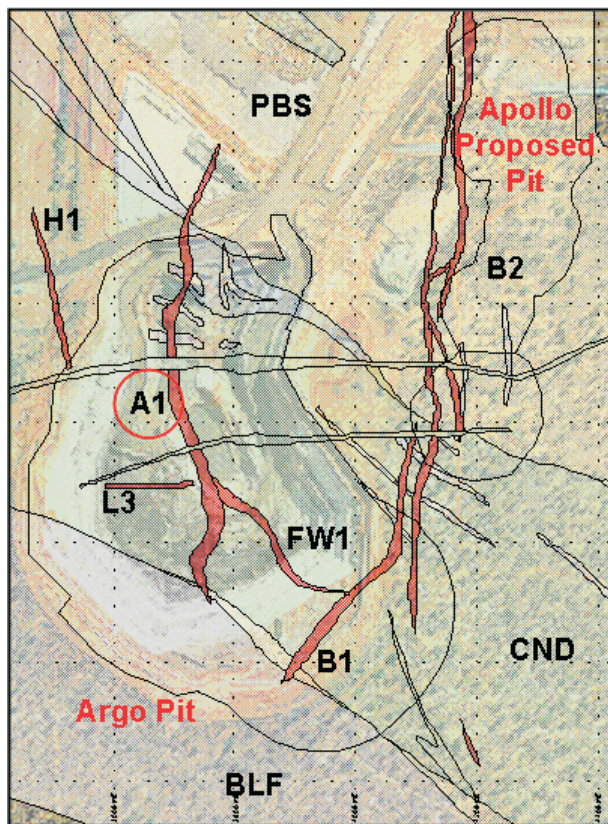 PBS
Apollo
Proposed
Pit
H1
B2
A1
L3
FW1
B1
CND
Argo Pit
BLF